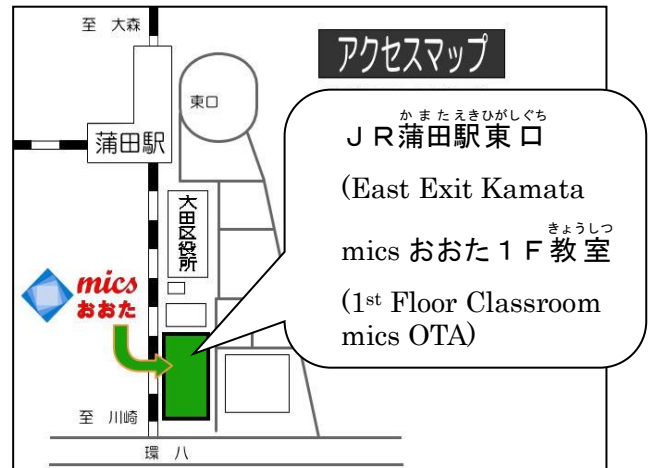 至 大森
アクセスマップ
東口
蒲田駅
かまたえきひがしぐち
ＪＲ蒲田駅東口
(East Exit Kamata
きょうしつ
mics おおた１Ｆ教室
(1st Floor Classroom
mics OTA)
大田区役所
mics
おおた
至 川崎
環 八